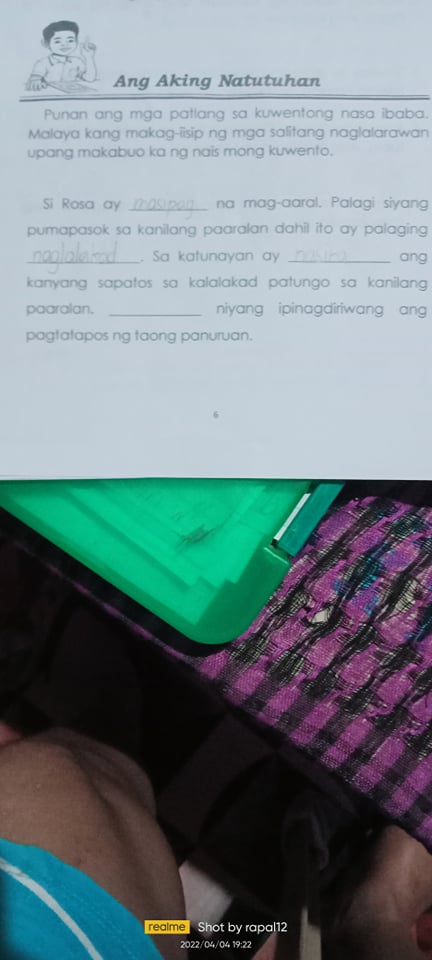 Ang Aking Natutuhan
Punan ang mga patlang sa kuwentong nasa ibaba.
Malaya kang makag-iisip ng mga salitang naglalarawan
upang makabuo ka ng nais mong kuwento.
Si Rosa ay masipag na mag-aaral. Palagi siyang
pumapasok sa kanilang paaralan dahil ito ay palaging
naglalakad. Sa katunayan ay nasira ang
kanyang sapatos sa kalalakad patungo sa kanilang
paaralan. __________ niyang ipinagdiriwang ang
pagtatapos ng taong panuruan.
6
realme Shot by rapal12
2022/04/04 19:22